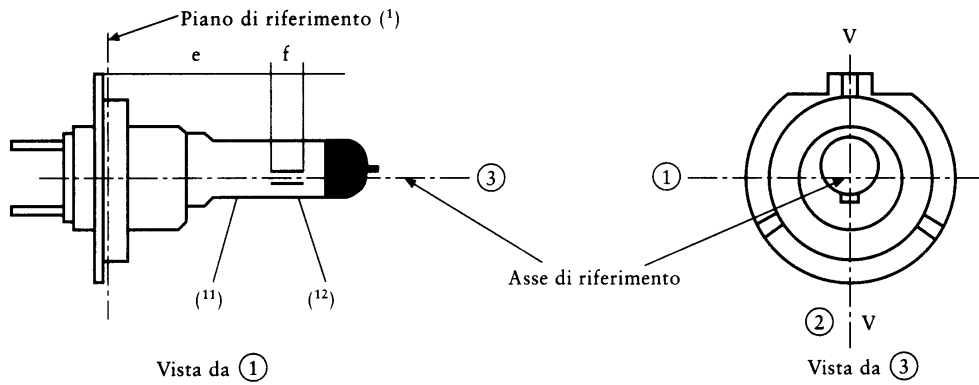 Piano di riferimento (¹)
e
f
V
③
①
Asse di riferimento
(¹¹)
(¹²)
② V
Vista da ①
Vista da ③